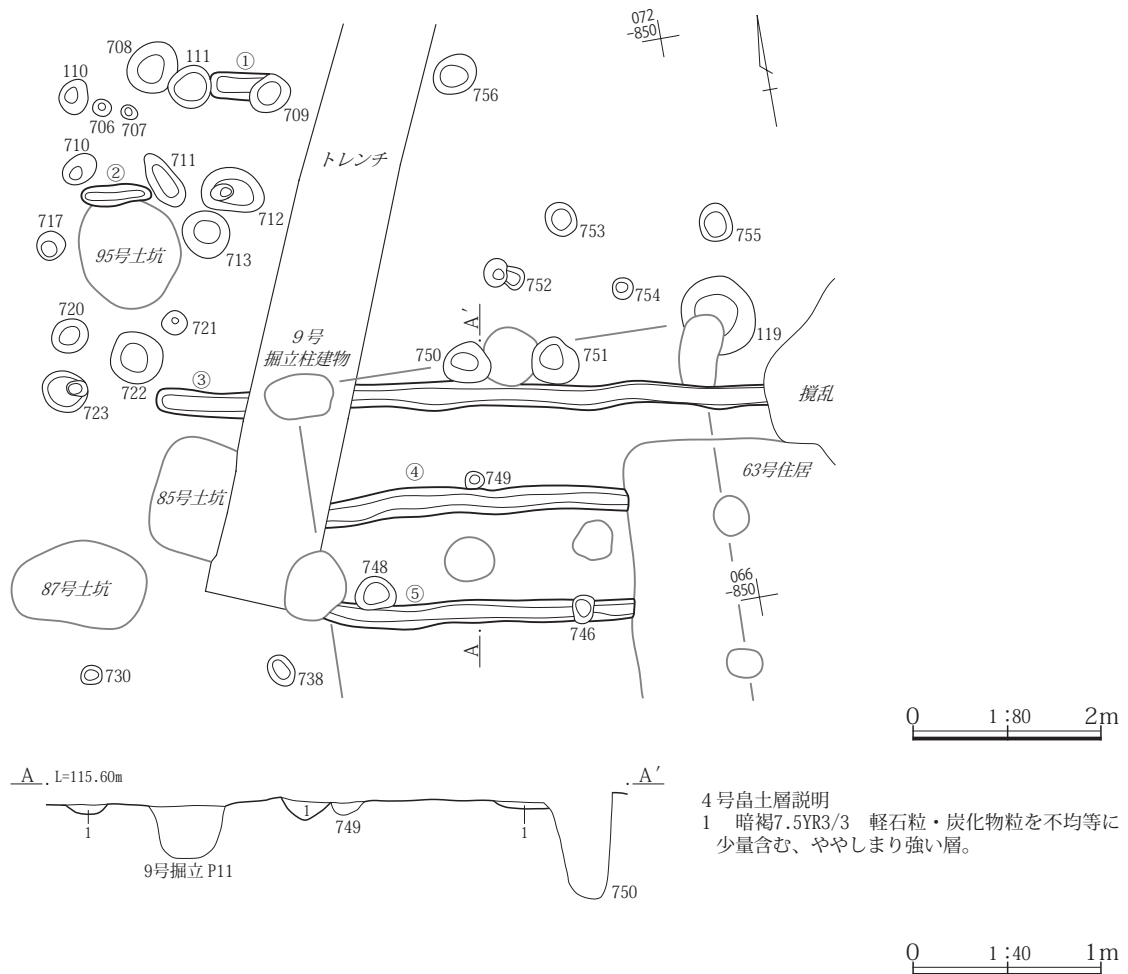 072
-850
708
111
①
110
706
707
709
756
トレンチ
710
②
711
712
717
95号土坑
713
753
755
752
754
720
721
A'
119
9号
掘立柱建物
750
751
722
③
723
撹乱
④
749
63号住居
85号土坑
066
-850
87号土坑
748
⑤
746
A
730
738
0 1:80 2m
A L=115.60m A'
1
1
749
1
9号掘立 P11
750
4号畠土層説明
1 暗褐7.5YR3/3 軽石粒・炭化物粒を不均等に
少量含む、ややしまり強い層。
0 1:40 1m